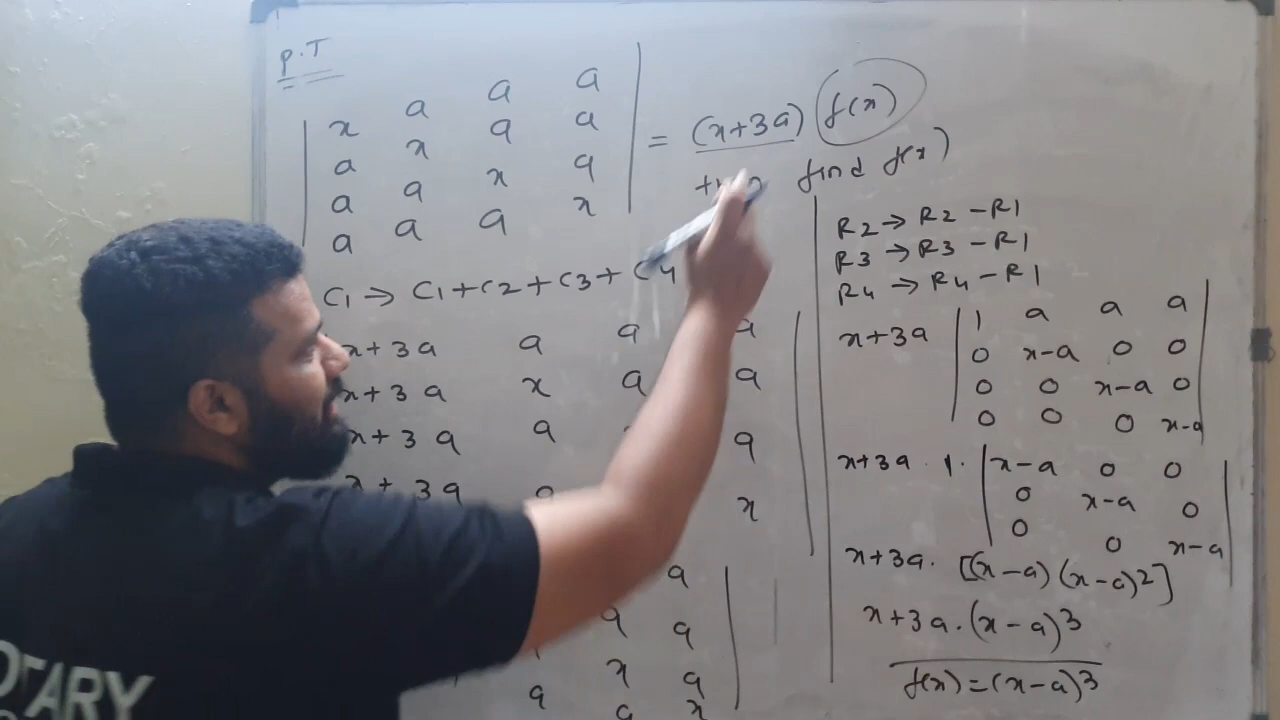 P.T
x a a a
a x a a
a a x a
a a a x
= (x+3a) f(x)
find f(x)
C1 → C1+C2+C3+C4
x+3a a a a
x+3a x a a
x+3a a a
x+3a a x
a
a a
x a
a a x
R2 → R2 -R1
R3 → R3 - R1
R4 → R4 - R1
x+3a | 1 a a a |
0 x-a 0 0
0 0 x-a 0
0 0 0 x-a
x+3a . 1. | x-a 0 0 |
0 x-a 0
0 0 x-a
x+3a. [(x-a)(x-a)2]
x+3a.(x-a)3
f(x)=(x-a)3
OTARY